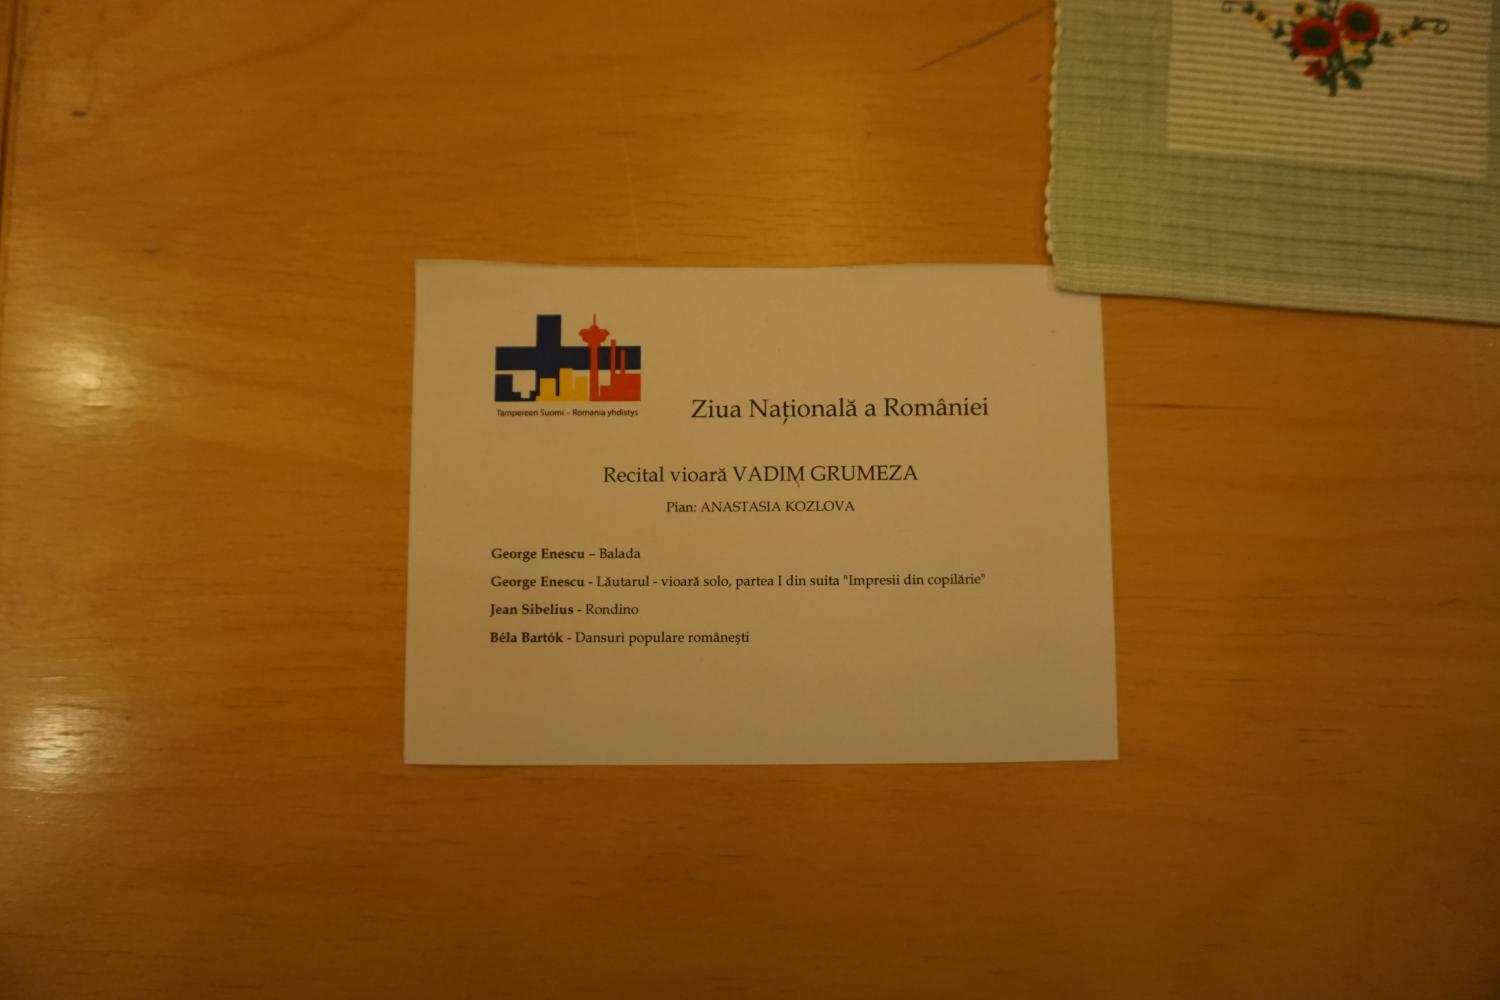 Tampereen Suomi – Romania yhdistys
Ziua Națională a României
Recital vioară VADIM GRUMEZA
Pian: ANASTASIA KOZLOVA
George Enescu – Balada
George Enescu - Lăutarul - vioară solo, partea I din suita "Impresii din copilărie"
Jean Sibelius - Rondino
Béla Bartók - Dansuri populare românești